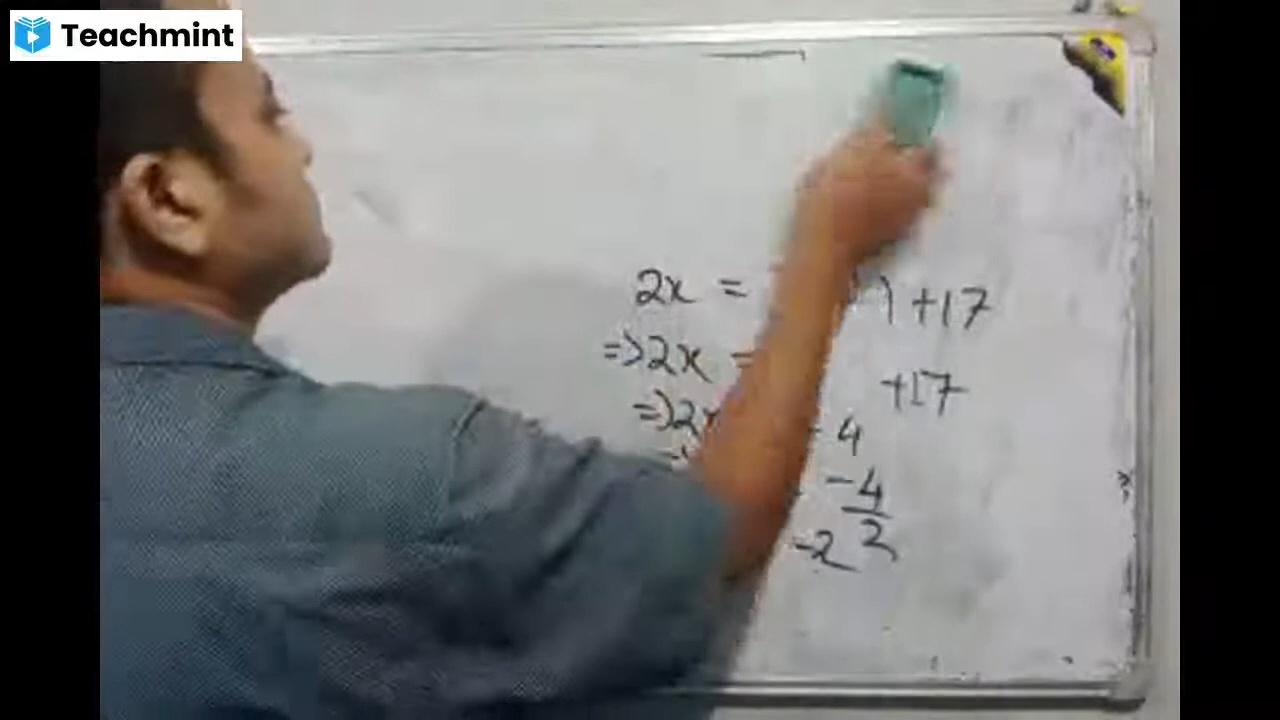 Teachmint
2x = ) +17
=> 2x = +17
=> 2x - 4
-4/2
-2